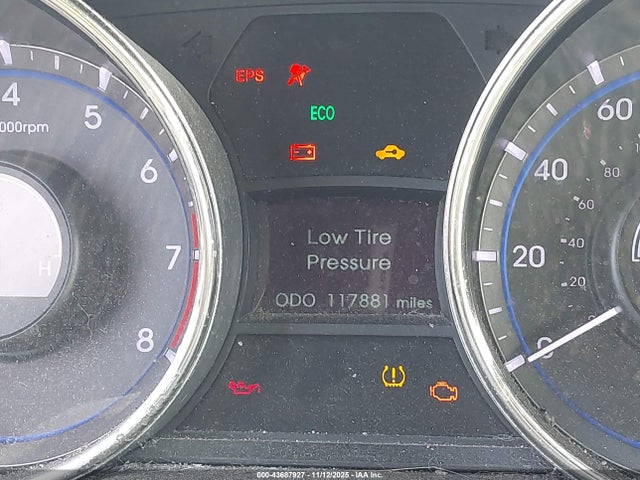 EPS
ECO
4
5
6
7
8
000rpm
H
Low Tire
Pressure
ODO 117881 miles
60
40
20
0
80
60
40
20
000-43687927 - 11/12/2025 - IAA Inc.